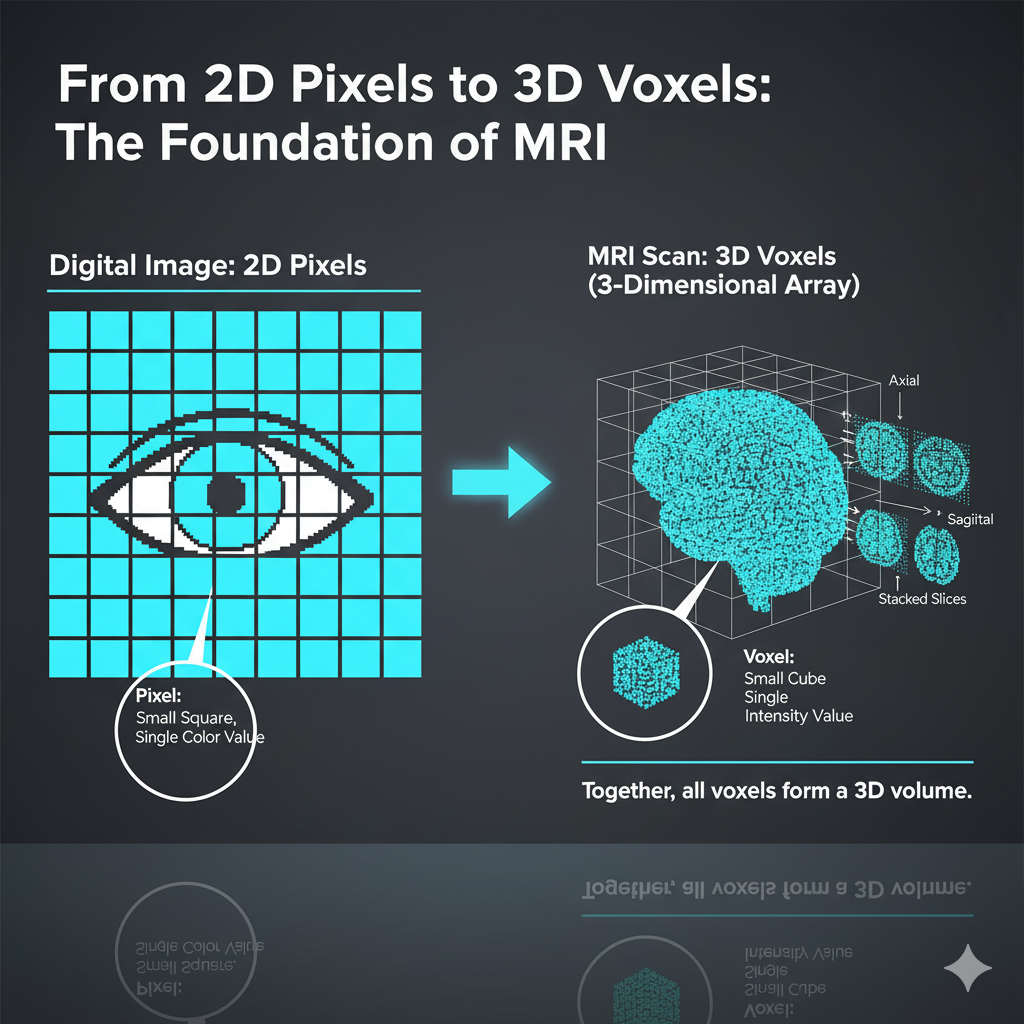 From 2D Pixels to 3D Voxels:
The Foundation of MRI
Digital Image: 2D Pixels
MRI Scan: 3D Voxels
(3-Dimensional Array)
Axial
Sagiital
Stacked Slices
Pixel:
Small Square,
Single Color Value
Voxel:
Small Cube
Single
Intensity Value
Together, all voxels form a 3D volume.